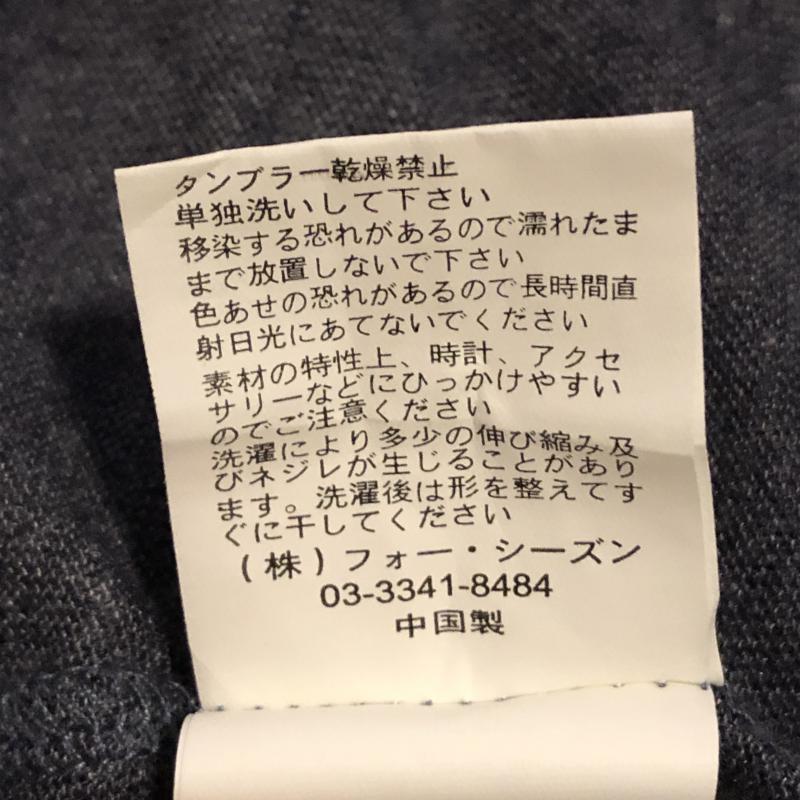 タンブラー乾燥禁止
単独洗いして下さい
移染する恐れがあるので濡れたま
まで放置しないで下さい
色あせの恐れがあるので長時間直
射日光にあてないでください
素材の特性上、時計、アクセ
サリーなどにひっかけやすい
のでご注意ください
洗濯により多少の伸び縮み及
びネジレが生じることがあり
ます。洗濯後は形を整えてす
ぐに干してください
(株)フォー・シーズン
03-3341-8484
中国製